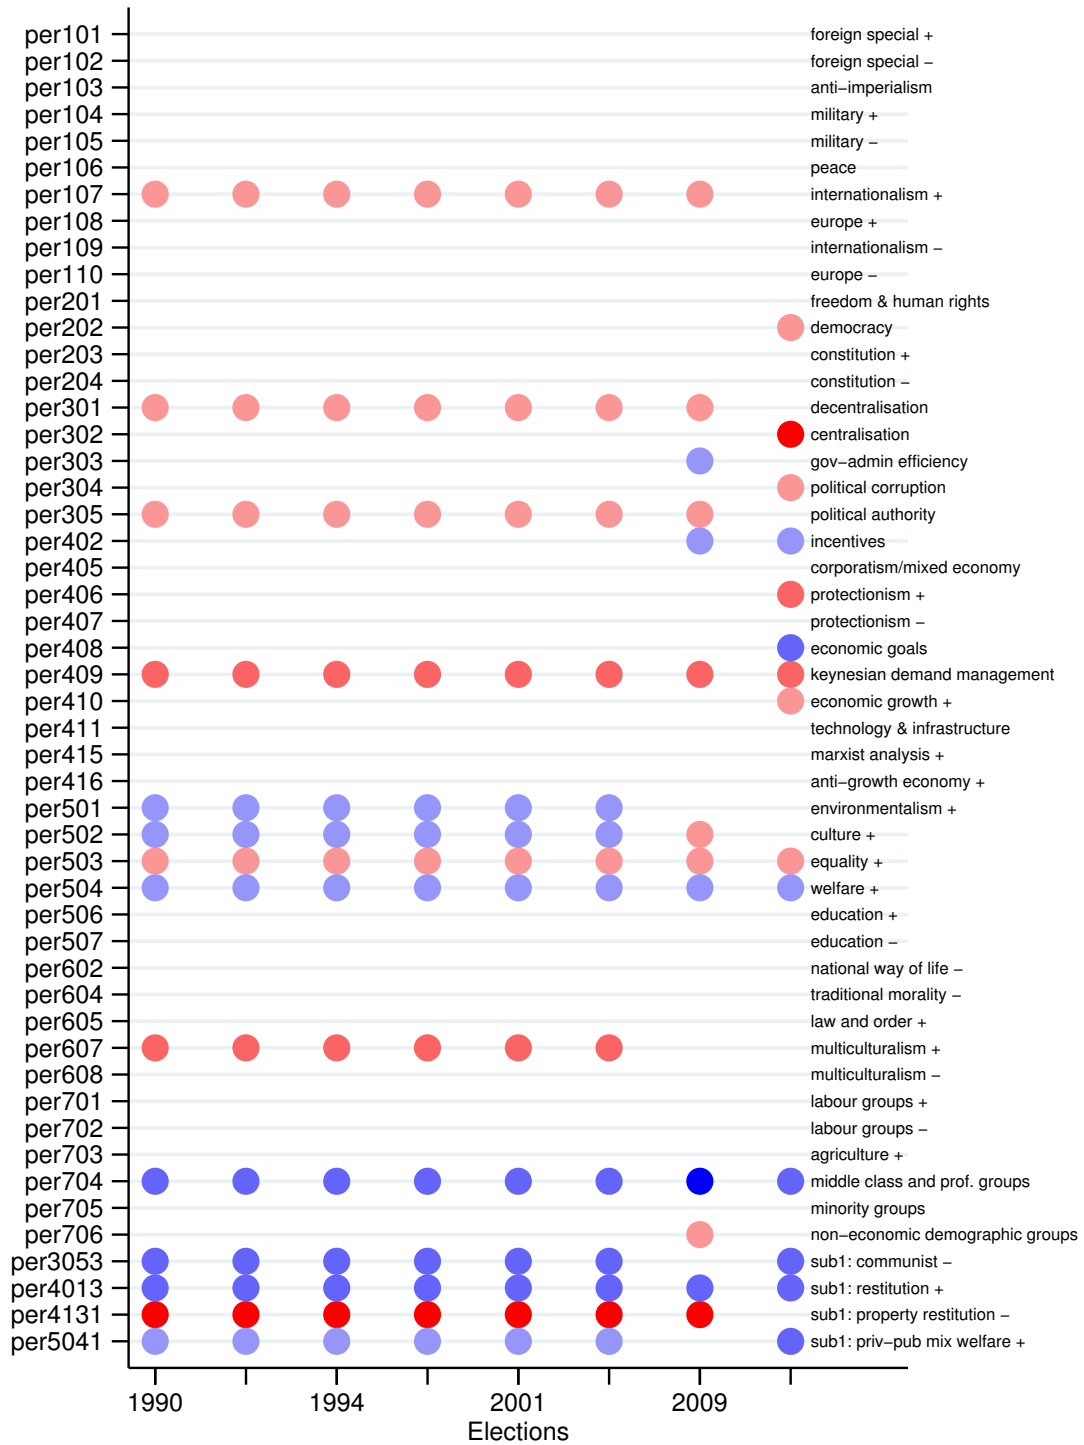 per101 foreign special +
per102 foreign special −
per103 anti−imperialism
per104 military +
per105 military −
per106 peace
per107 internationalism +
per108 europe +
per109 internationalism −
per110 europe −
per201 freedom & human rights
per202 democracy
per203 constitution +
per204 constitution −
per301 decentralisation
per302 centralisation
per303 gov−admin efficiency
per304 political corruption
per305 political authority
per402 incentives
per405 corporatism/mixed economy
per406 protectionism +
per407 protectionism −
per408 economic goals
per409 keynesian demand management
per410 economic growth +
per411 technology & infrastructure
per415 marxist analysis +
per416 anti−growth economy +
per501 environmentalism +
per502 culture +
per503 equality +
per504 welfare +
per506 education +
per507 education −
per602 national way of life −
per604 traditional morality −
per605 law and order +
per607 multiculturalism +
per608 multiculturalism −
per701 labour groups +
per702 labour groups −
per703 agriculture +
per704 middle class and prof. groups
per705 minority groups
per706 non−economic demographic groups
per3053 sub1: communist −
per4013 sub1: restitution +
per4131 sub1: property restitution −
per5041 sub1: priv−pub mix welfare +
1990 1994 2001 2009
Elections